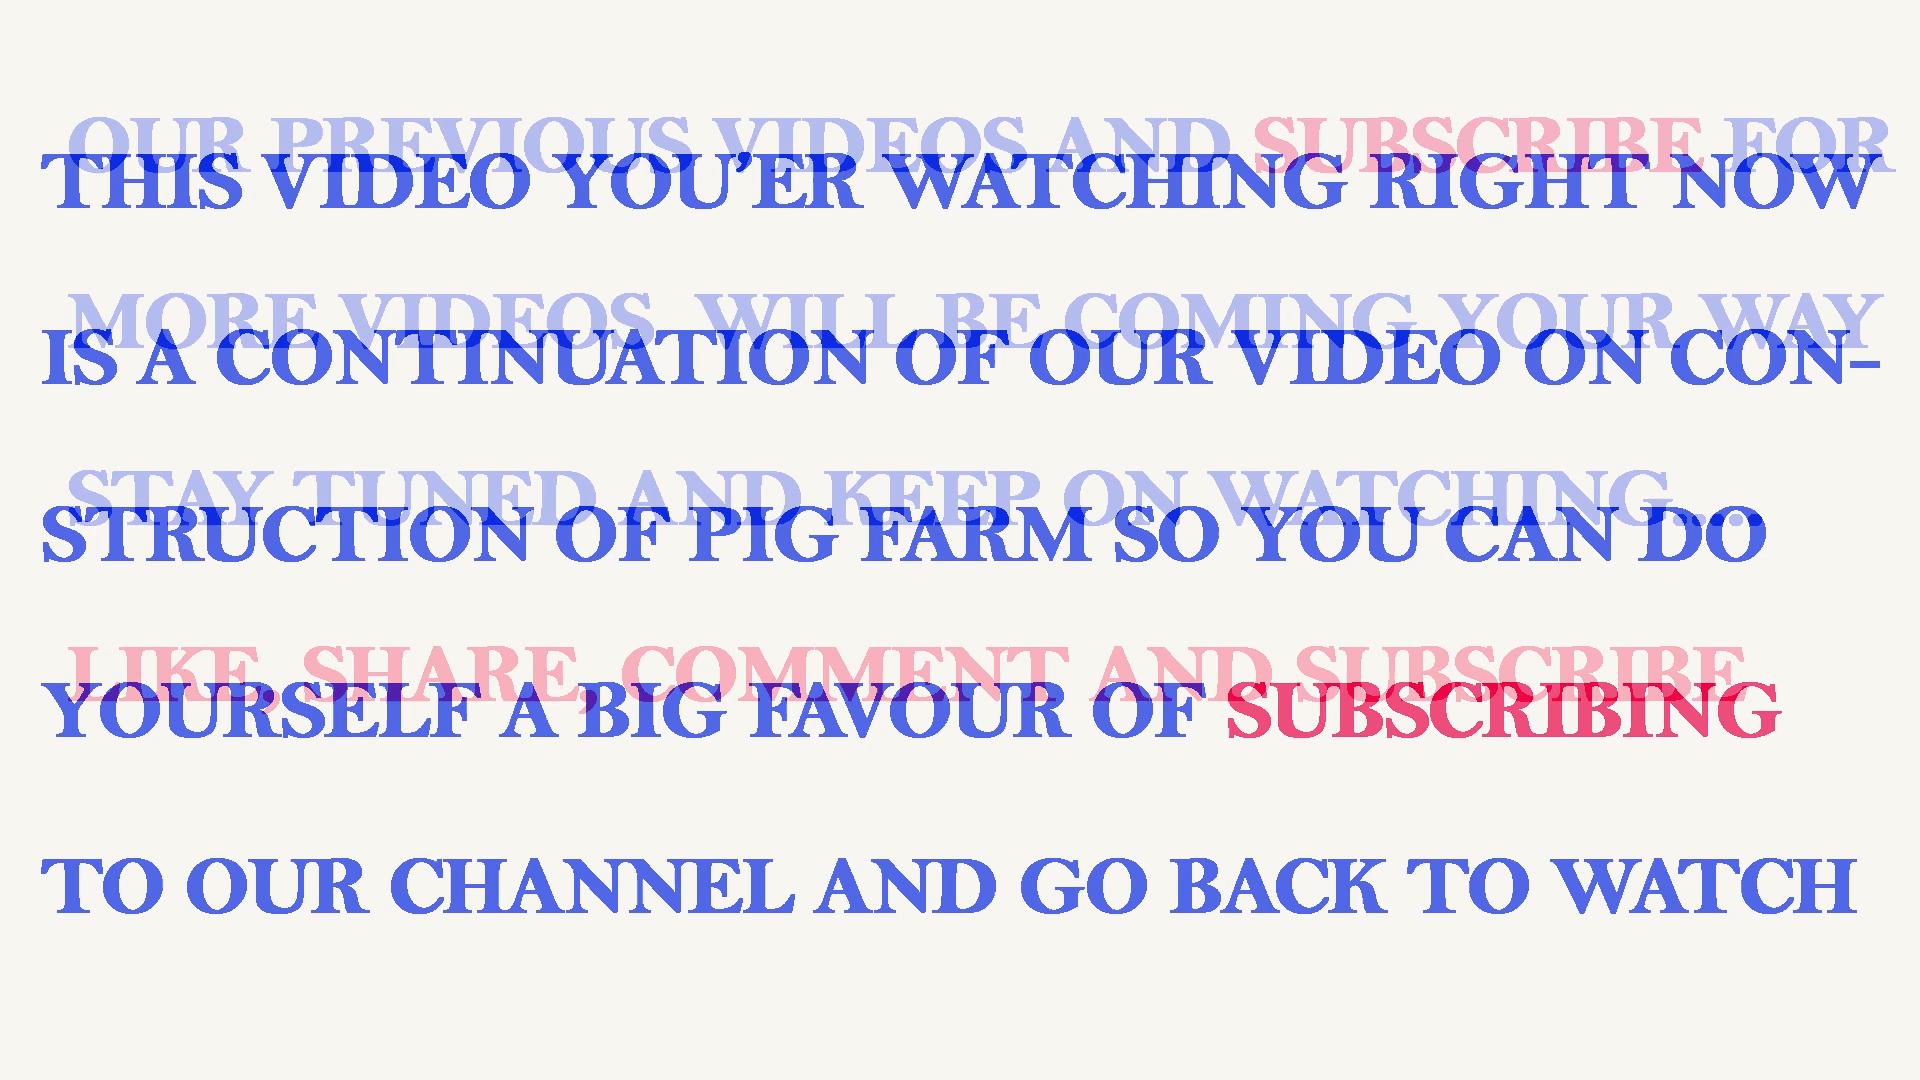 THIS VIDEO YOU'ER WATCHING RIGHT NOW
IS A CONTINUATION OF OUR VIDEO ON CON-
STRUCTION OF PIG FARM SO YOU CAN DO
YOURSELF A BIG FAVOUR OF SUBSCRIBING
TO OUR CHANNEL AND GO BACK TO WATCH
OUR PREVIOUS VIDEOS AND SUBSCRIBE FOR
MORE VIDEOS WILL BE COMING YOUR WAY
STAY TUNED AND KEEP ON WATCHING....
LIKE, SHARE, COMMENT AND SUBSCRIBE